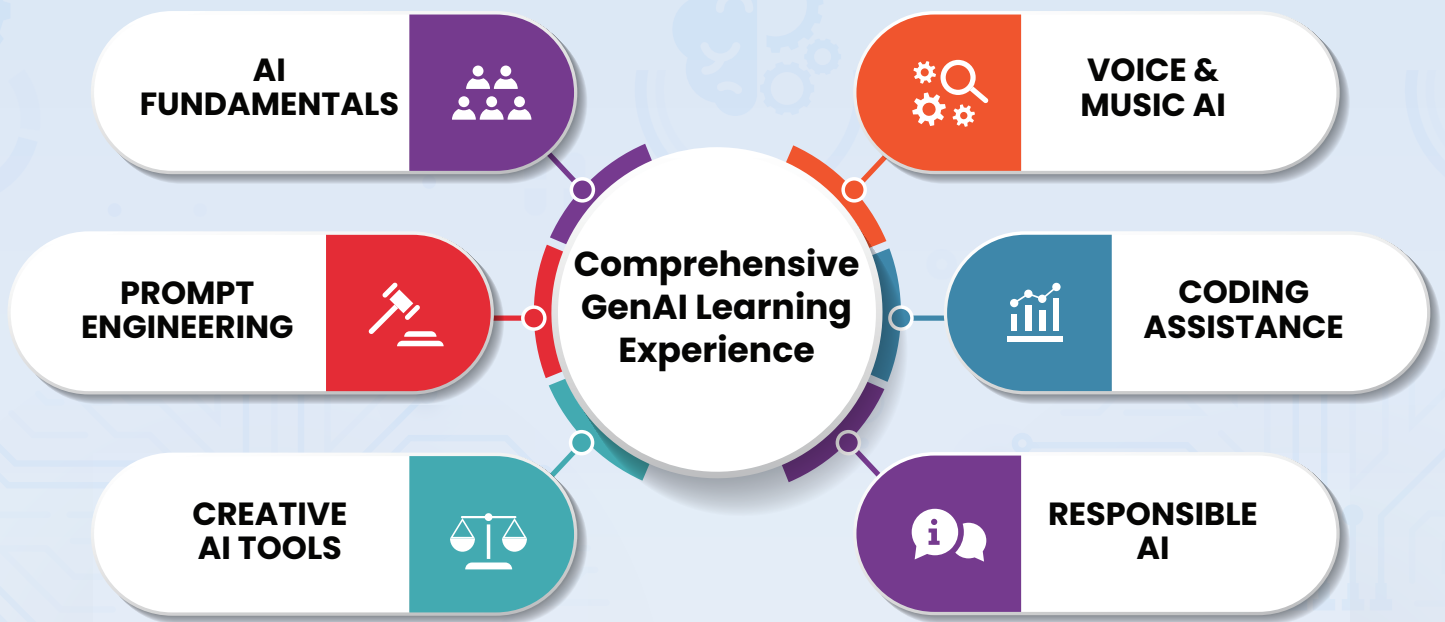 AI
FUNDAMENTALS
PROMPT
ENGINEERING
CREATIVE
AI TOOLS
Comprehensive
GenAI Learning
Experience
VOICE &
MUSIC AI
CODING
ASSISTANCE
RESPONSIBLE
AI